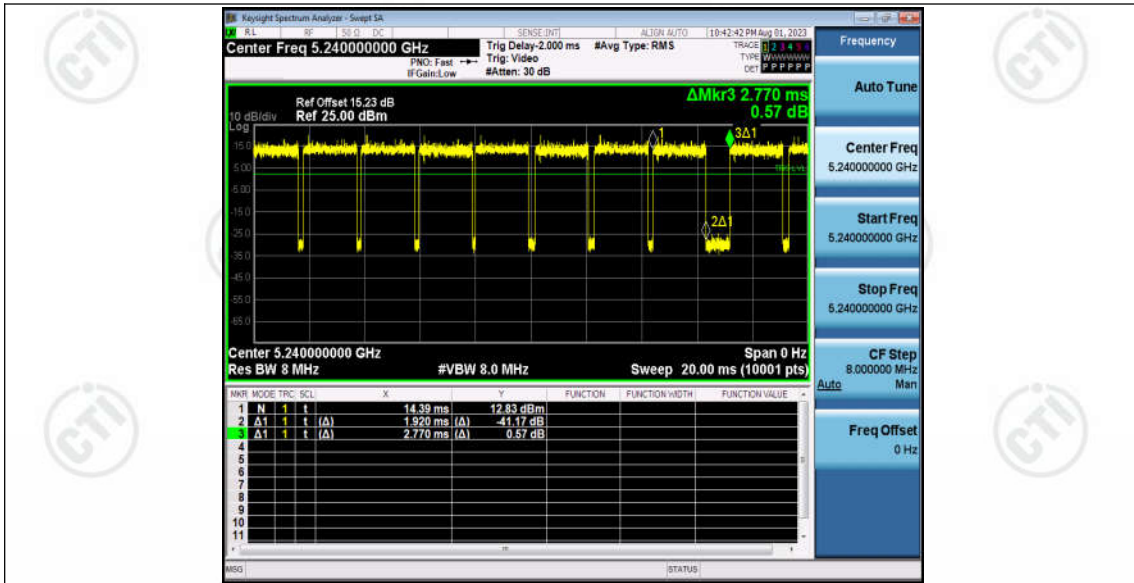 Keysight Spectrum Analyzer - Swept SA
RL RF 50 Ω DC SENSE:INT ALIGN AUTO 10:42:42 PM Aug 01, 2023
Center Freq 5.240000000 GHz
PNO: Fast
IFGain:Low
Trig Delay-2.000 ms
Trig: Video
#Atten: 30 dB
#Avg Type: RMS
TRACE 1 2 3 4 5 6
TYPE
DET P P P P P P
Frequency
Auto Tune
Center Freq
5.240000000 GHz
Start Freq
5.240000000 GHz
Stop Freq
5.240000000 GHz
CF Step
8.000000 MHz
Auto Man
Freq Offset
0 Hz
ΔMkr3 2.770 ms
0.57 dB
Ref Offset 15.23 dB
10 dB/div Ref 25.00 dBm
Log
15.0
5.00
-5.00
-15.0
-25.0
-35.0
-45.0
-55.0
-65.0
1
3Δ1
TRIG LVL
2Δ1
Center 5.240000000 GHz Span 0 Hz
Res BW 8 MHz #VBW 8.0 MHz Sweep 20.00 ms (10001 pts)
MKR MODE TRC SCL X Y FUNCTION FUNCTION WIDTH FUNCTION VALUE
1 N 1 t 14.39 ms 12.83 dBm
2 Δ1 1 t (Δ) 1.920 ms (Δ) -41.17 dB
3 Δ1 1 t (Δ) 2.770 ms (Δ) 0.57 dB
4
5
6
7
8
9
10
11
MSG STATUS
CTI
CTI
CTI
CTI